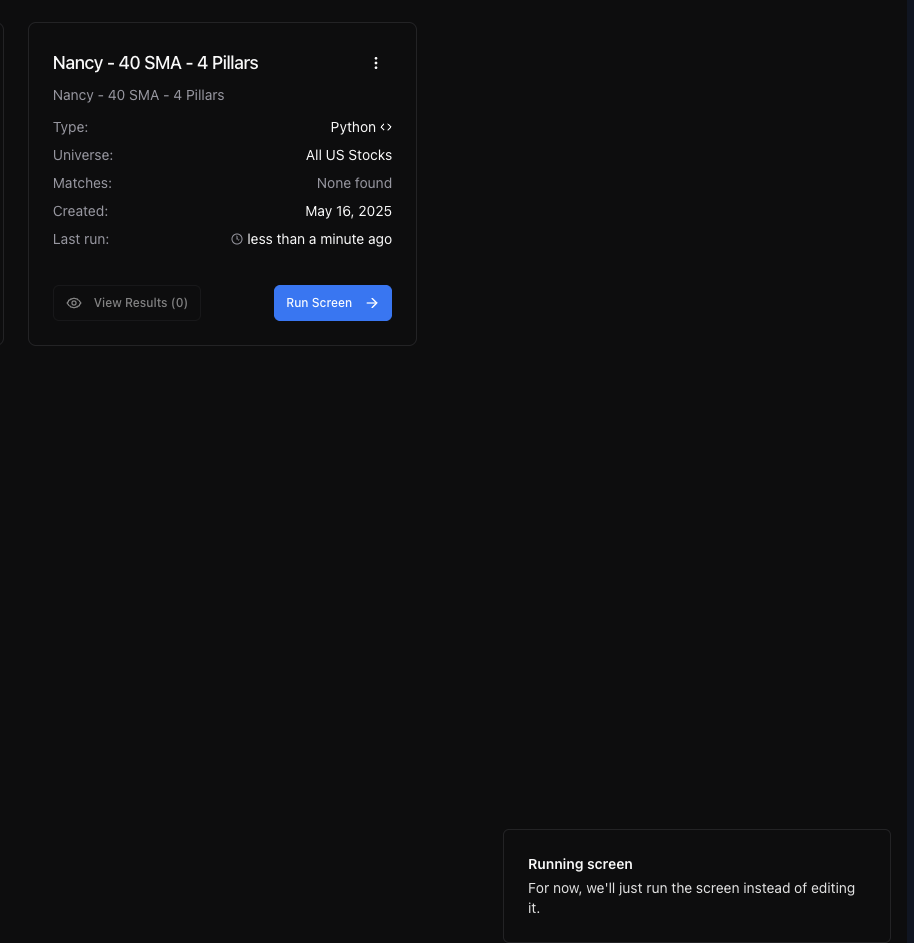 Nancy - 40 SMA - 4 Pillars
Nancy - 40 SMA - 4 Pillars
Type: Python <>
Universe: All US Stocks
Matches: None found
Created: May 16, 2025
Last run: less than a minute ago
View Results (0) Run Screen
Running screen
For now, we'll just run the screen instead of editing
it.